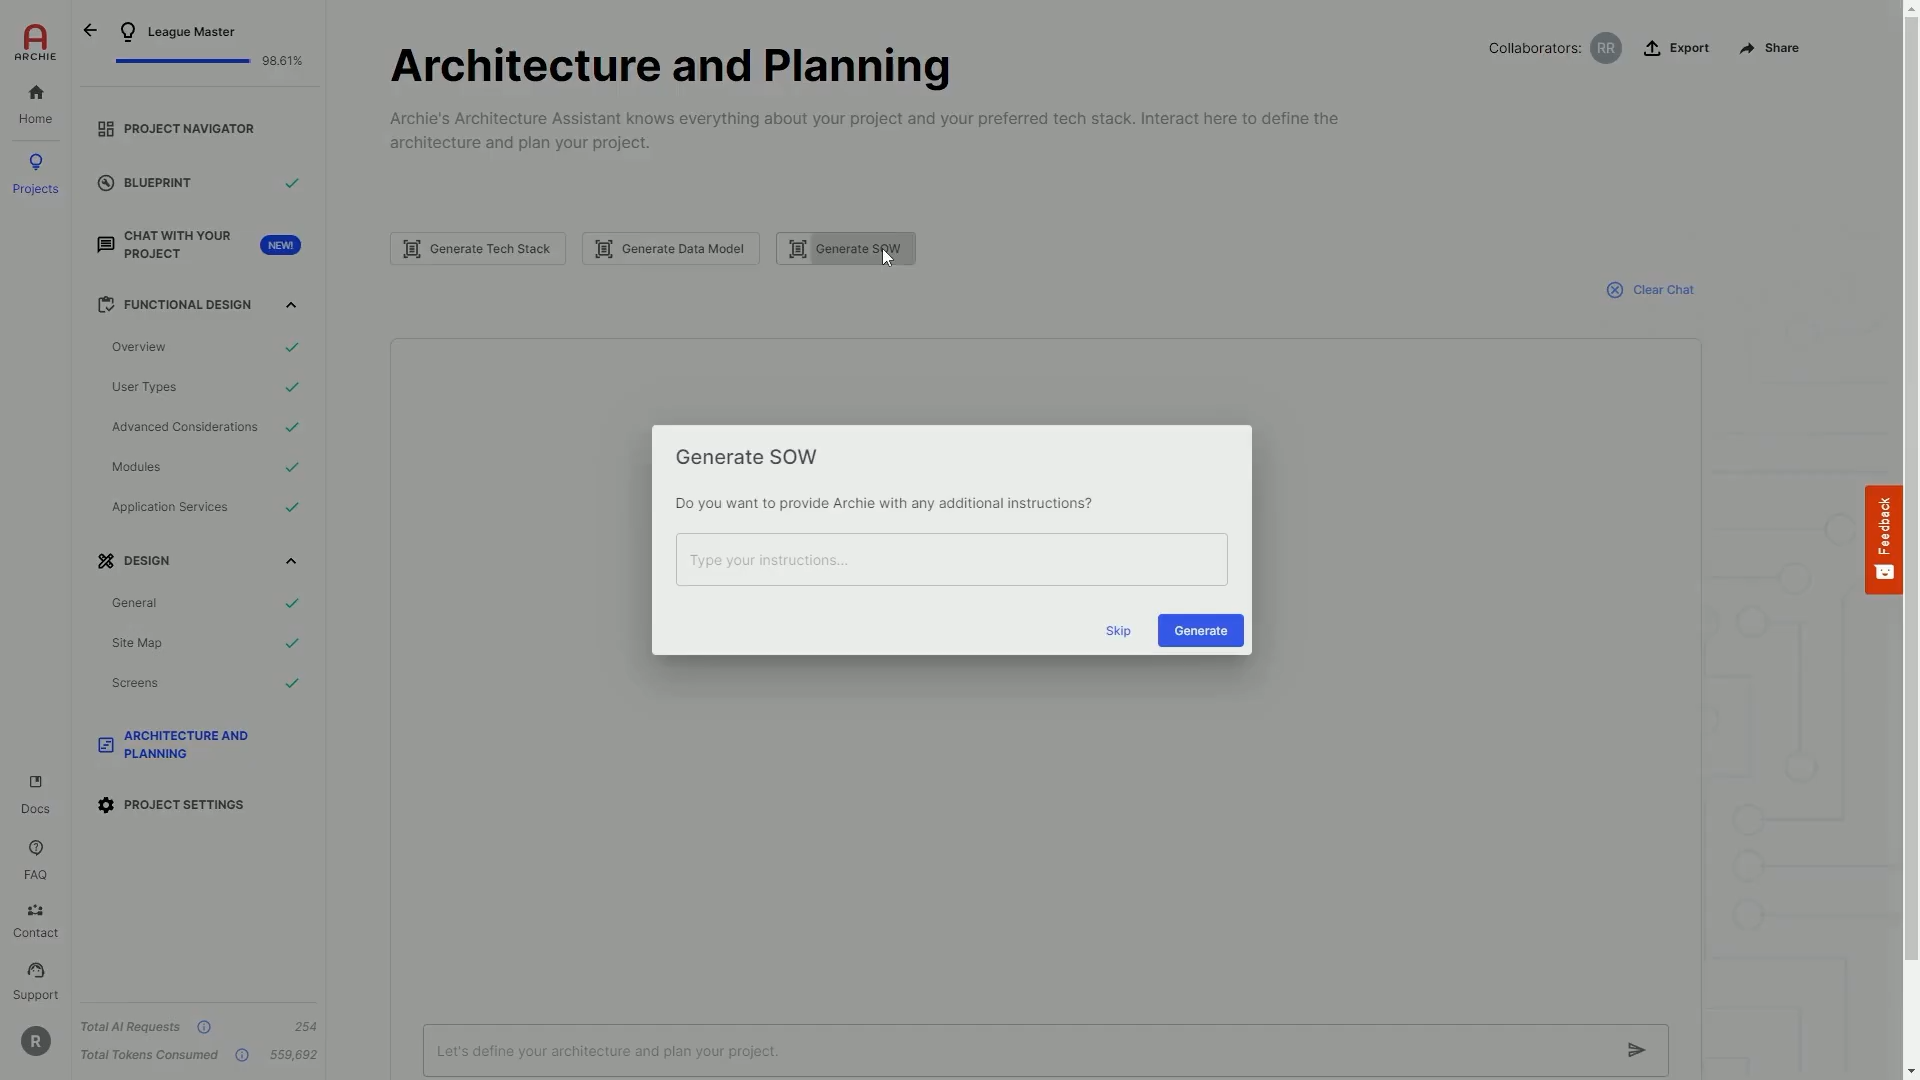 ARCHIE
Home
Projects
Docs
FAQ
Contact
Support
R
League Master
98.61%
PROJECT NAVIGATOR
BLUEPRINT
CHAT WITH YOUR
PROJECT
NEW!
FUNCTIONAL DESIGN
Overview
User Types
Advanced Considerations
Modules
Application Services
DESIGN
General
Site Map
Screens
ARCHITECTURE AND
PLANNING
PROJECT SETTINGS
Total AI Requests 254
Total Tokens Consumed 559,692
Architecture and Planning
Collaborators: RR Export Share
Archie's Architecture Assistant knows everything about your project and your preferred tech stack. Interact here to define the
architecture and plan your project.
Generate Tech Stack Generate Data Model Generate SOW
Clear Chat
Generate SOW
Do you want to provide Archie with any additional instructions?
Type your instructions...
Skip Generate
Let's define your architecture and plan your project.
Feedback